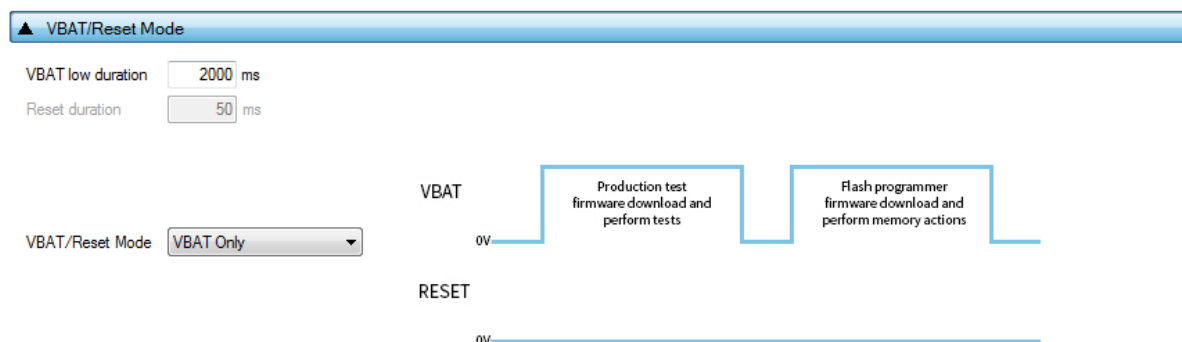 VBAT/Reset Mode
VBAT low duration 2000 ms
Reset duration 50 ms
VBAT/Reset Mode VBAT Only
VBAT
0V
Production test
firmware download and
perform tests
Flash programmer
firmware download and
perform memory actions
RESET
0V